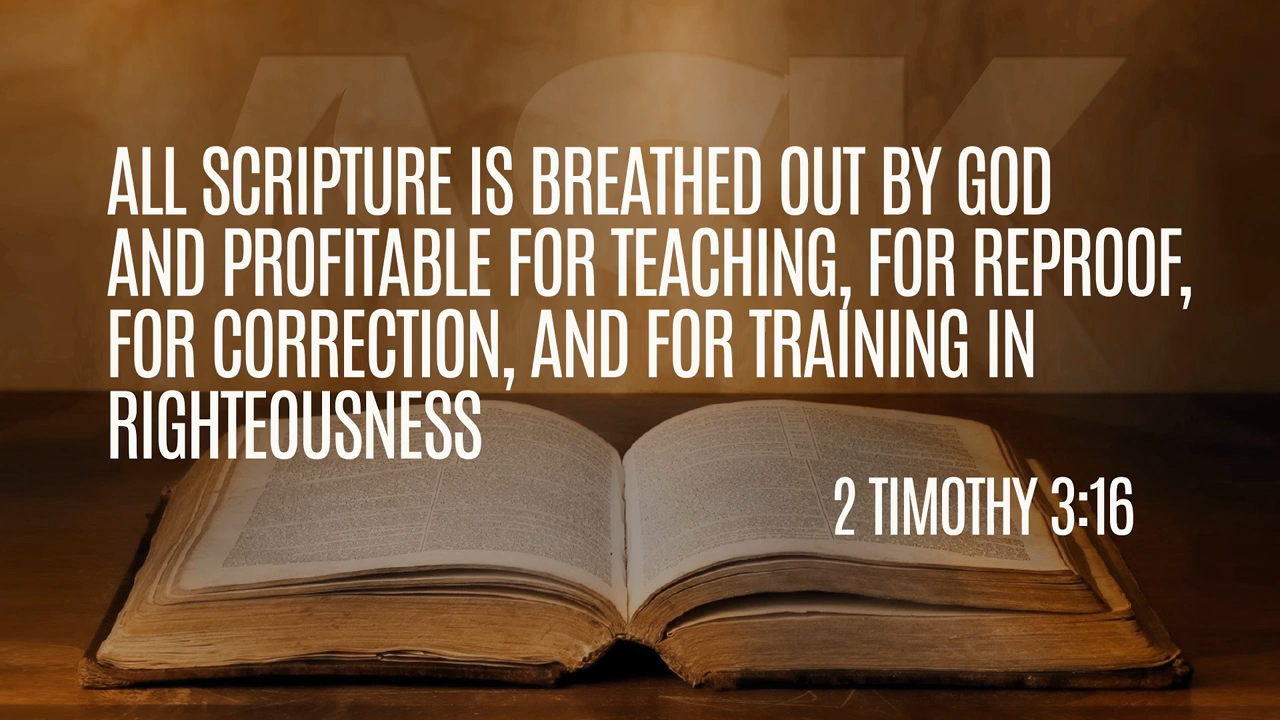 ASK
ALL SCRIPTURE IS BREATHED OUT BY GOD
AND PROFITABLE FOR TEACHING, FOR REPROOF,
FOR CORRECTION, AND FOR TRAINING IN
RIGHTEOUSNESS
2 TIMOTHY 3:16